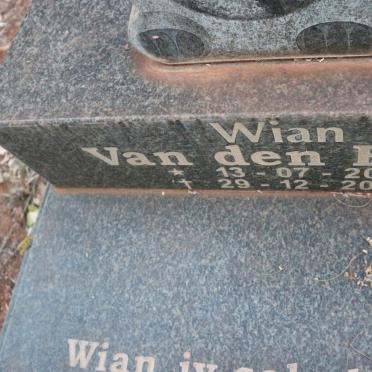 Wian
Van den
* 13 - 07 - 20
† 29 - 12 - 20
Wian jy